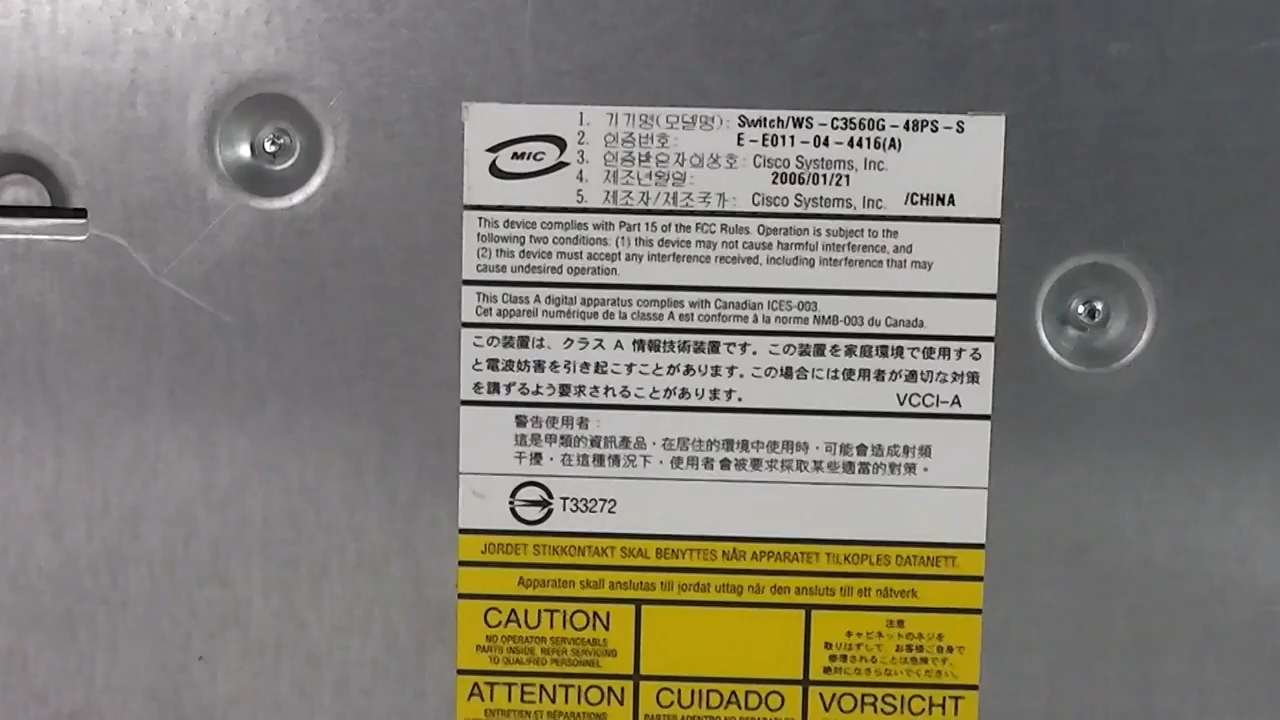 MIC
1. 기기명(모델명): Switch/WS-C3560G-48PS-S
2. 인증번호: E-E011-04-4416(A)
3. 인증받은자의상호: Cisco Systems, Inc.
4. 제조년월일: 2006/01/21
5. 제조자/제조국가: Cisco Systems, Inc. /CHINA
This device complies with Part 15 of the FCC Rules. Operation is subject to the
following two conditions: (1) this device may not cause harmful interference, and
(2) this device must accept any interference received, including interference that may
cause undesired operation.
This Class A digital apparatus complies with Canadian ICES-003.
Cet appareil numérique de la classe A est conforme à la norme NMB-003 du Canada.
この装置は、クラス A 情報技術装置です。この装置を家庭環境で使用する
と電波妨害を引き起こすことがあります。この場合には使用者が適切な対策
を講ずるよう要求されることがあります。 VCCI-A
警告使用者:
這是甲類的資訊產品,在居住的環境中使用時,可能會造成射頻
干擾,在這種情況下,使用者會被要求採取某些適當的對策。
T33272
JORDET STIKKONTAKT SKAL BENYTTES NÅR APPARATET TILKOPLES DATANETT.
Apparaten skall anslutas till jordat uttag när den ansluts till ett nätverk.
CAUTION
NO OPERATOR SERVICEABLE
PARTS INSIDE. REFER SERVICING
TO QUALIFIED PERSONNEL.
注意
キャビネットのネジを
取りはずして、お客様ご自身で
修理されることは危険です。
絶対になさらないでください。
ATTENTION
ENTRETIEN ET RÉPARATIONS
CUIDADO
PARTES ADENTRO NO REPARABLES
VORSICHT